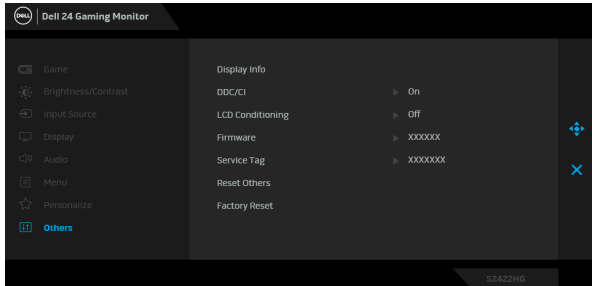 DELL
Dell 24 Gaming Monitor
Game
Brightness/Contrast
Input Source
Display
Audio
Menu
Personalize
Others
Display Info
DDC/CI On
LCD Conditioning Off
Firmware XXXXXX
Service Tag XXXXXXX
Reset Others
Factory Reset
S2422HG